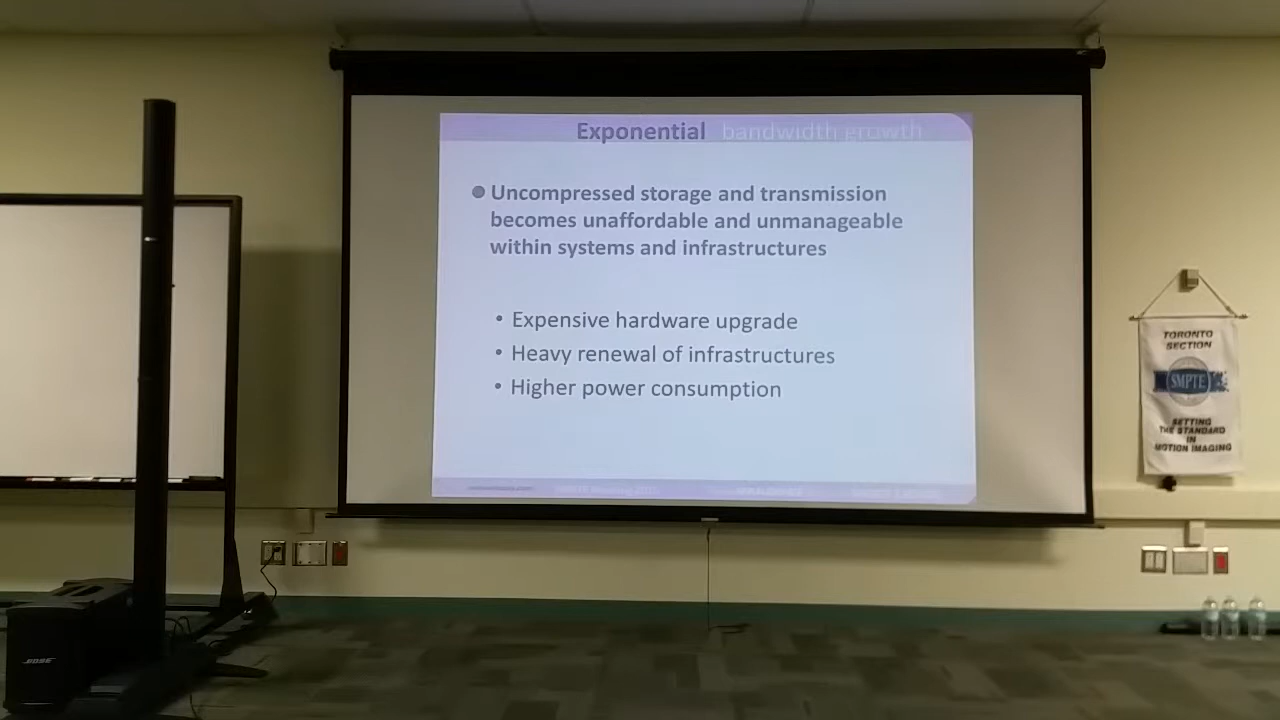 Exponential bandwidth growth
Uncompressed storage and transmission
becomes unaffordable and unmanageable
within systems and infrastructures
• Expensive hardware upgrade
• Heavy renewal of infrastructures
• Higher power consumption
TORONTO
SECTION
SMPTE
SETTING
THE STANDARD
IN
MOTION IMAGING
BOSE